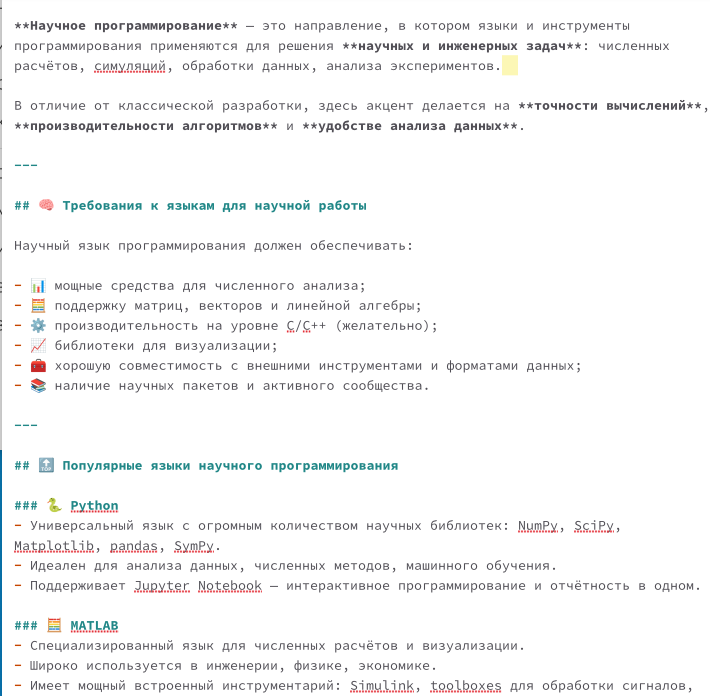 **Научное программирование** — это направление, в котором языки и инструменты
программирования применяются для решения **научных и инженерных задач**: численных
расчётов, симуляций, обработки данных, анализа экспериментов.
В отличие от классической разработки, здесь акцент делается на **точности вычислений**,
**производительности алгоритмов** и **удобстве анализа данных**.
---
## 🧠 Требования к языкам для научной работы
Научный язык программирования должен обеспечивать:
- 📊 мощные средства для численного анализа;
- 🧮 поддержку матриц, векторов и линейной алгебры;
- ⚙️ производительность на уровне C/C++ (желательно);
- 📈 библиотеки для визуализации;
- 🧰 хорошую совместимость с внешними инструментами и форматами данных;
- 📚 наличие научных пакетов и активного сообщества.
---
## 🔝 Популярные языки научного программирования
### 🐍 Python
- Универсальный язык с огромным количеством научных библиотек: NumPy, SciPy,
Matplotlib, pandas, SymPy.
- Идеален для анализа данных, численных методов, машинного обучения.
- Поддерживает Jupyter Notebook — интерактивное программирование и отчётность в одном.
### 🧮 MATLAB
- Специализированный язык для численных расчётов и визуализации.
- Широко используется в инженерии, физике, экономике.
- Имеет мощный встроенный инструментарий: Simulink, toolboxes для обработки сигналов,